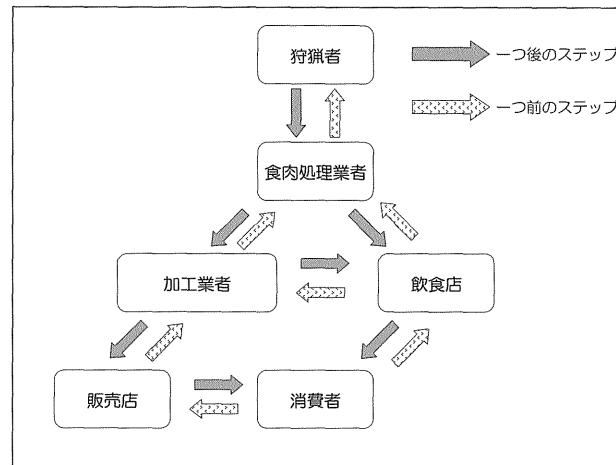 狩猟者
一つ後のステップ
一つ前のステップ
食肉処理業者
加工業者
飲食店
販売店
消費者